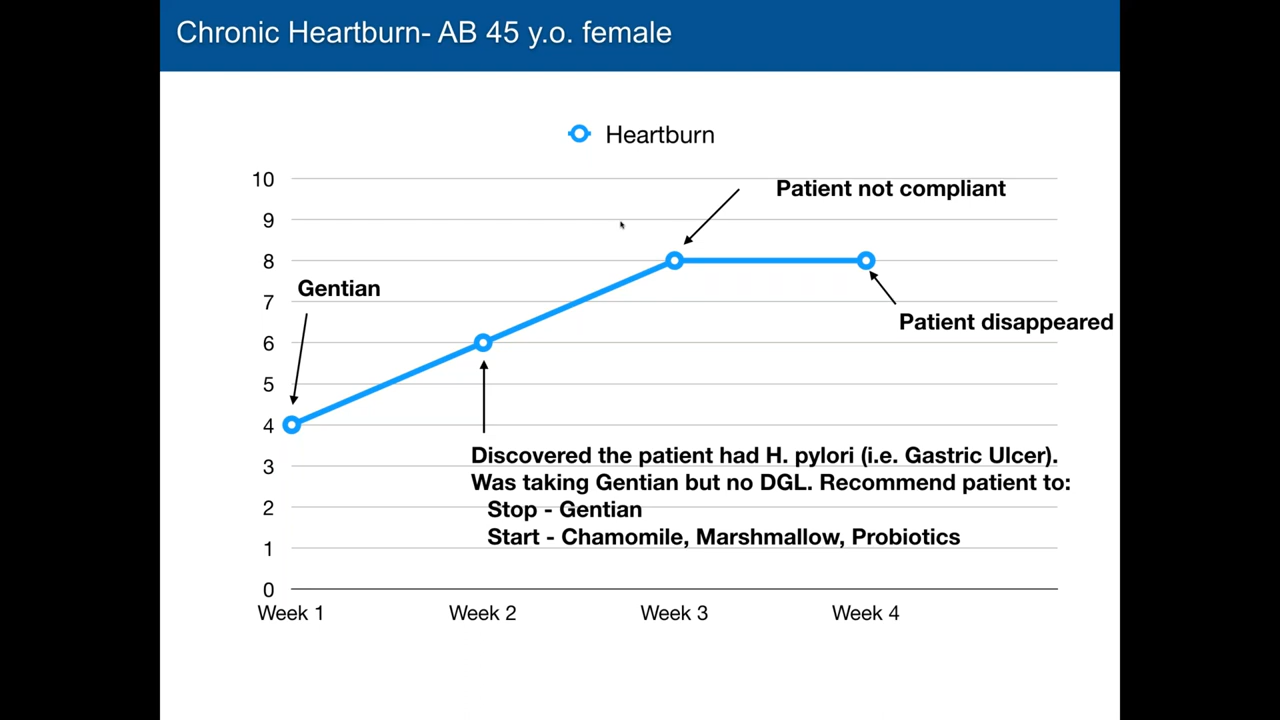 Chronic Heartburn- AB 45 y.o. female
Heartburn
10
Patient not compliant
9
8
Gentian
7
Patient disappeared
6
5
4
Discovered the patient had H. pylori (i.e. Gastric Ulcer).
3
Was taking Gentian but no DGL. Recommend patient to:
2
Stop - Gentian
Start - Chamomile, Marshmallow, Probiotics
1
0
Week 1 Week 2 Week 3 Week 4